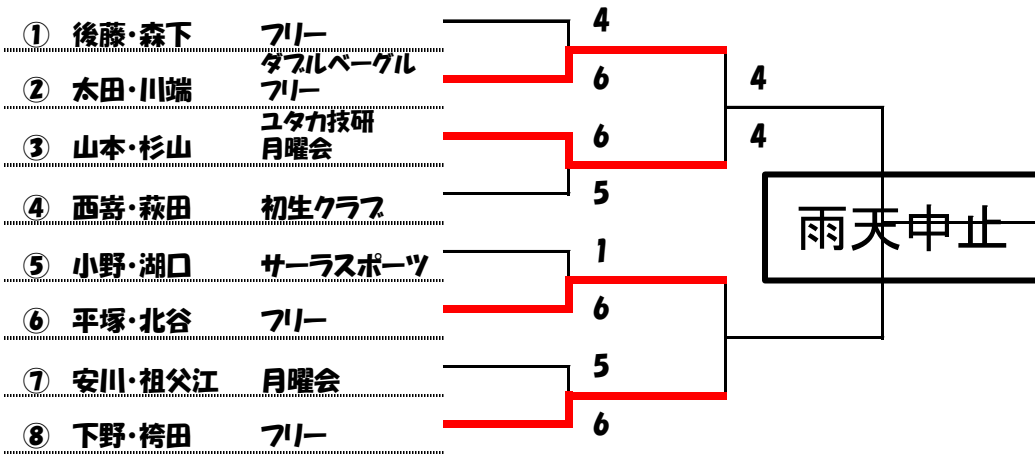 ① 後藤・森下 フリー 4
② 太田・川端 ダブルベーグル
フリー 6 4
③ 山本・杉山 ユタカ技研
月曜会 6 4
④ 西嵜・萩田 初生クラブ 5
雨天中止
⑤ 小野・湖口 サーラスポーツ 1
⑥ 平塚・北谷 フリー 6
⑦ 安川・祖父江 月曜会 5
⑧ 下野・袴田 フリー 6